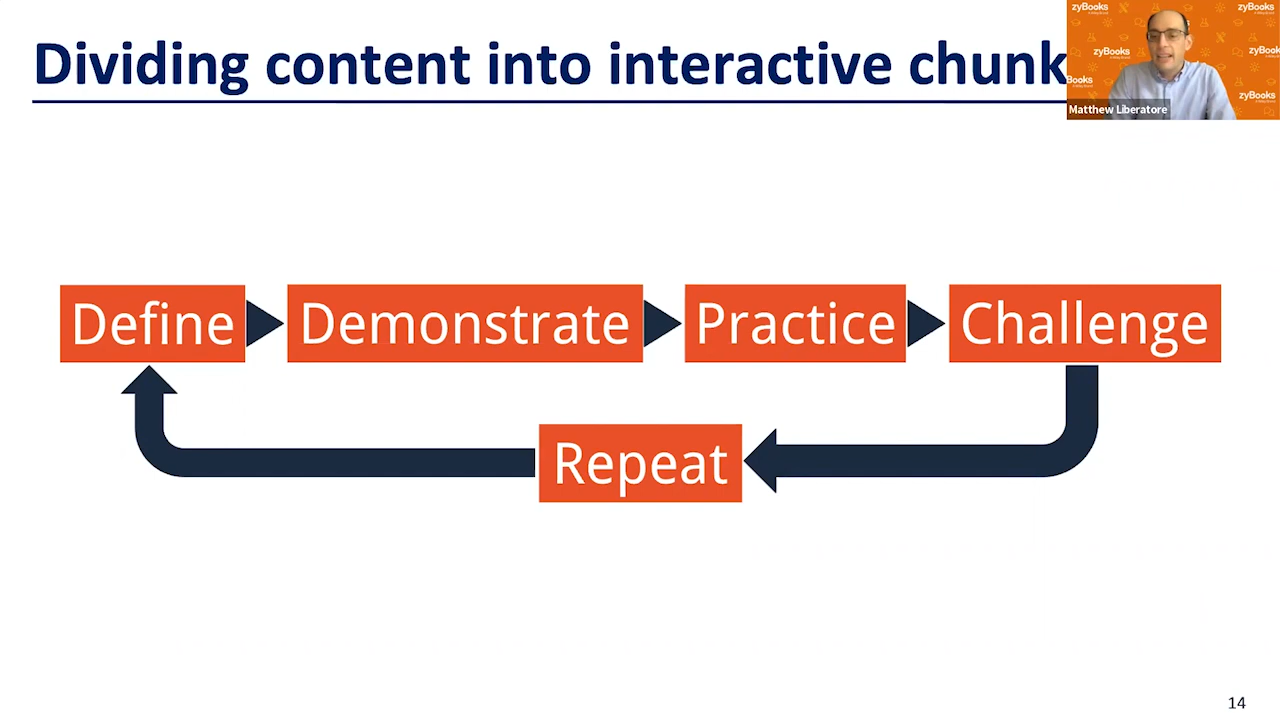 Dividing content into interactive chunk
zyBooks
zyBooks
zyBooks
zyBooks
Books
zyBooks
Matthew Liberatore
Define
Demonstrate
Practice
Challenge
Repeat
14